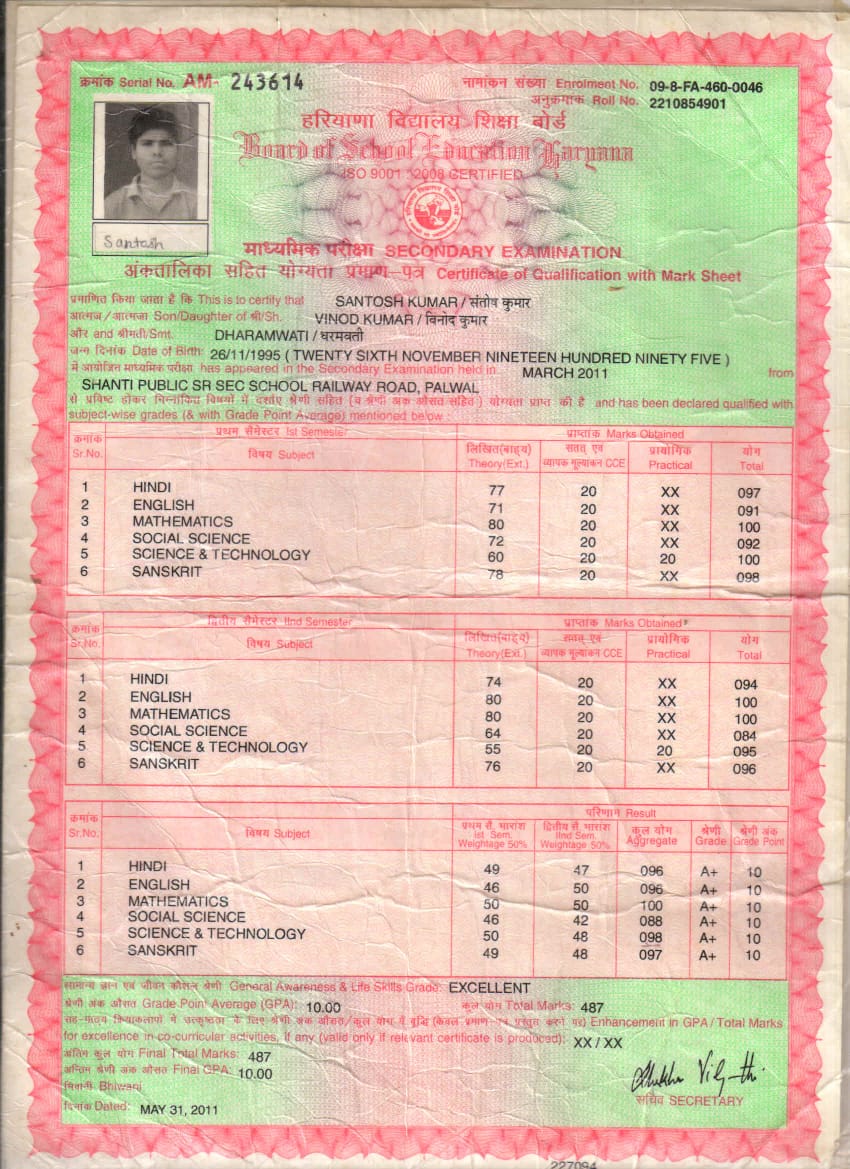 क्रमांक Serial No. AM- 243614
नामांकन संख्या Enrolment No. 09-8-FA-460-0046
अनुक्रमांक Roll No. 2210854901
हरियाणा विद्यालय शिक्षा बोर्ड
Board of School Education Haryana
ISO 9001 : 2008 CERTIFIED
Santosh
माध्यमिक परीक्षा SECONDARY EXAMINATION
अंकतालिका सहित योग्यता प्रमाण-पत्र Certificate of Qualification with Mark Sheet
प्रमाणित किया जाता है कि This is to certify that SANTOSH KUMAR / संतोष कुमार
आत्मज / आत्मजा Son/Daughter of श्री/Sh. VINOD KUMAR / विनोद कुमार
और and श्रीमती/Smt. DHARAMWATI / धरमवती
जन्म दिनांक Date of Birth 26/11/1995 ( TWENTY SIXTH NOVEMBER NINETEEN HUNDRED NINETY FIVE )
में आयोजित माध्यमिक परीक्षा has appeared in the Secondary Examination held in MARCH 2011 from
SHANTI PUBLIC SR SEC SCHOOL RAILWAY ROAD, PALWAL
से प्रविष्ट होकर निम्नांकित विषयों में दर्शाए श्रेणी सहित (व श्रेणी अंक औसत सहित) योग्यता प्राप्त की है and has been declared qualified with
subject-wise grades (& with Grade Point Average) mentioned below :
क्रमांक प्रथम सैमेस्टर Ist Semester प्राप्तांक Marks Obtained
Sr.No. विषय Subject लिखित(बाह्य) Theory(Ext.) सतत् एवं व्यापक मूल्यांकन CCE प्रायोगिक Practical योग Total
1 HINDI 77 20 XX 097
2 ENGLISH 71 20 XX 091
3 MATHEMATICS 80 20 XX 100
4 SOCIAL SCIENCE 72 20 XX 092
5 SCIENCE & TECHNOLOGY 60 20 20 100
6 SANSKRIT 78 20 XX 098
क्रमांक द्वितीय सैमेस्टर IInd Semester प्राप्तांक Marks Obtained
Sr.No. विषय Subject लिखित(बाह्य) Theory(Ext.) सतत् एवं व्यापक मूल्यांकन CCE प्रायोगिक Practical योग Total
1 HINDI 74 20 XX 094
2 ENGLISH 80 20 XX 100
3 MATHEMATICS 80 20 XX 100
4 SOCIAL SCIENCE 64 20 XX 084
5 SCIENCE & TECHNOLOGY 55 20 20 095
6 SANSKRIT 76 20 XX 096
क्रमांक परिणाम Result
Sr.No. विषय Subject प्रथम सै. भारांश Ist Sem. Weightage 50% द्वितीय सै. भारांश IInd Sem. Weightage 50% कुल योग Aggregate श्रेणी Grade श्रेणी अंक Grade Point
1 HINDI 49 47 096 A+ 10
2 ENGLISH 46 50 096 A+ 10
3 MATHEMATICS 50 50 100 A+ 10
4 SOCIAL SCIENCE 46 42 088 A+ 10
5 SCIENCE & TECHNOLOGY 50 48 098 A+ 10
6 SANSKRIT 49 48 097 A+ 10
सामान्य ज्ञान एवं जीवन कौशल श्रेणी General Awareness & Life Skills Grade: EXCELLENT
श्रेणी अंक औसत Grade Point Average (GPA): 10.00 कुल योग Total Marks: 487
सह-पाठ्य क्रियाकलापों में उत्कृष्टता के लिए श्रेणी अंक औसत/कुल योग में वृद्धि (केवल प्रमाण-पत्र प्रस्तुत करने पर) Enhancement in GPA / Total Marks
for excellence in co-curricular activities, if any (valid only if relevant certificate is produced): XX / XX
अंतिम कुल योग Final Total Marks: 487
अन्तिम श्रेणी अंक औसत Final GPA: 10.00
भिवानी Bhiwani
सचिव SECRETARY
दिनांक Dated: MAY 31, 2011
227094